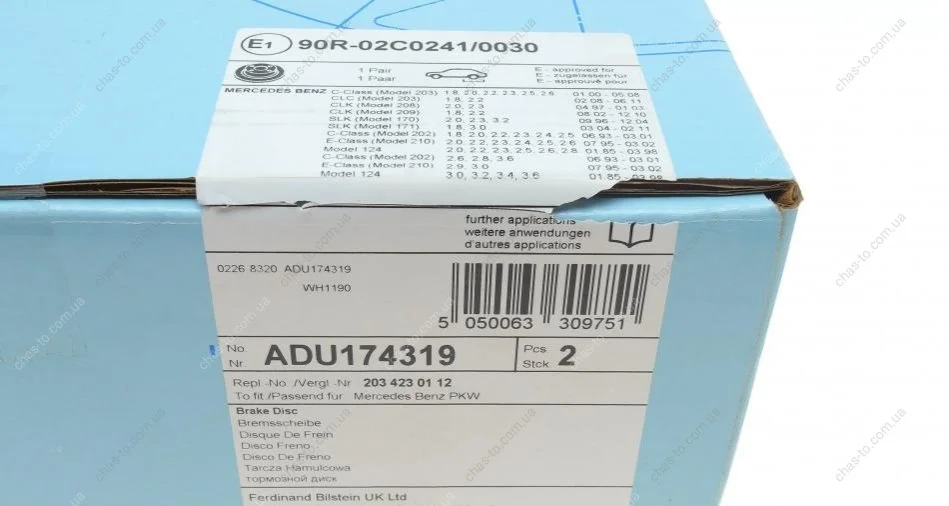 E1 90R-02C0241/0030
1 Pair
1 Paar
E - approved for
E - zugelassen für
E - approuvé pour
MERCEDES BENZ C-Class (Model 203) 1.8, 2.0, 2.2, 2.3, 2.5, 2.6 01.00 - 05.08
CLC (Model 203) 1.8, 2.2 02.08 - 06.11
CLK (Model 208) 2.0, 2.3 04.97 - 01.03
CLK (Model 209) 1.8, 2.2 08.02 - 12.10
SLK (Model 170) 2.0, 2.3, 3.2 09.96 - 12.04
SLK (Model 171) 1.8, 3.0 03.04 - 02.11
C-Class (Model 202) 1.8, 2.0, 2.2, 2.3, 2.4, 2.5 06.93 - 03.01
E-Class (Model 210) 2.0, 2.2, 2.3, 2.4, 2.5, 2.6 07.95 - 03.02
Model 124 2.0, 2.2, 2.3, 2.5, 2.6, 2.8 01.85 - 03.98
C-Class (Model 202) 2.6, 2.8, 3.6 06.93 - 03.01
E-Class (Model 210) 2.9, 3.0 07.95 - 03.02
Model 124 3.0, 3.2, 3.4, 3.6 01.85 - 03.98
further applications
weitere anwendungen
d'autres applications
0226 8320 ADU174319
WH1190
5 050063 309751
No.
Nr.
ADU174319
Pcs
Stck
2
Repl.-No./Vergl.-Nr. 203 423 01 12
To fit/Passend für Mercedes Benz PKW
Brake Disc
Bremsscheibe
Disque De Frein
Disco Freno
Disco De Freno
Tarcza Hamulcowa
тормозной диск
Ferdinand Bilstein UK Ltd
chas-to.com.ua